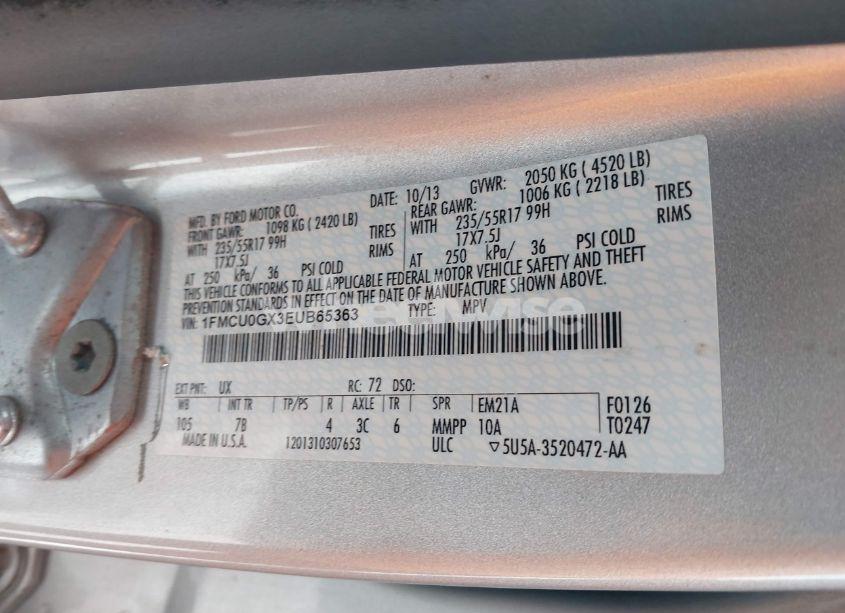 MFD. BY FORD MOTOR CO. DATE: 10/13 GVWR: 2050 KG ( 4520 LB)
FRONT GAWR: 1098 KG ( 2420 LB) REAR GAWR: 1006 KG ( 2218 LB)
WITH 235/55R17 99H TIRES WITH 235/55R17 99H TIRES
17X7.5J RIMS 17X7.5J RIMS
AT 250 kPa/ 36 PSI COLD AT 250 kPa/ 36 PSI COLD
THIS VEHICLE CONFORMS TO ALL APPLICABLE FEDERAL MOTOR VEHICLE SAFETY AND THEFT
PREVENTION STANDARDS IN EFFECT ON THE DATE OF MANUFACTURE SHOWN ABOVE.
VIN: 1FMCU0GX3EUB65363 TYPE: MPV
EXT PNT: UX RC: 72 DSO:
WB INT TR TP/PS R AXLE TR SPR EM21A F0126
105 7B 4 3C 6 MMPP 10A T0247
MADE IN U.S.A. 1201310307653 ULC ▽5U5A-3520472-AA